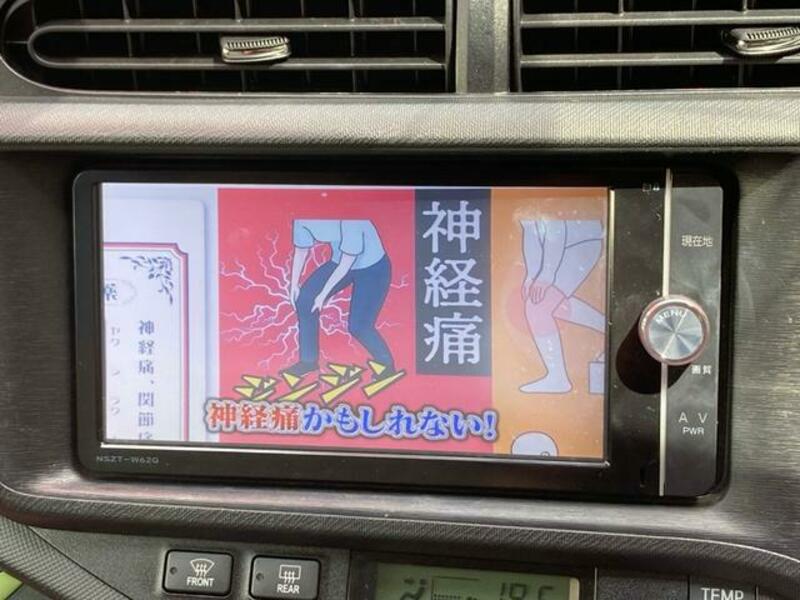 神経痛
神経痛、関節
ジンジン
神経痛かもしれない!
現在地
MENU
画質
AV
PWR
NSZT-W62G
FRONT
REAR
TEMP